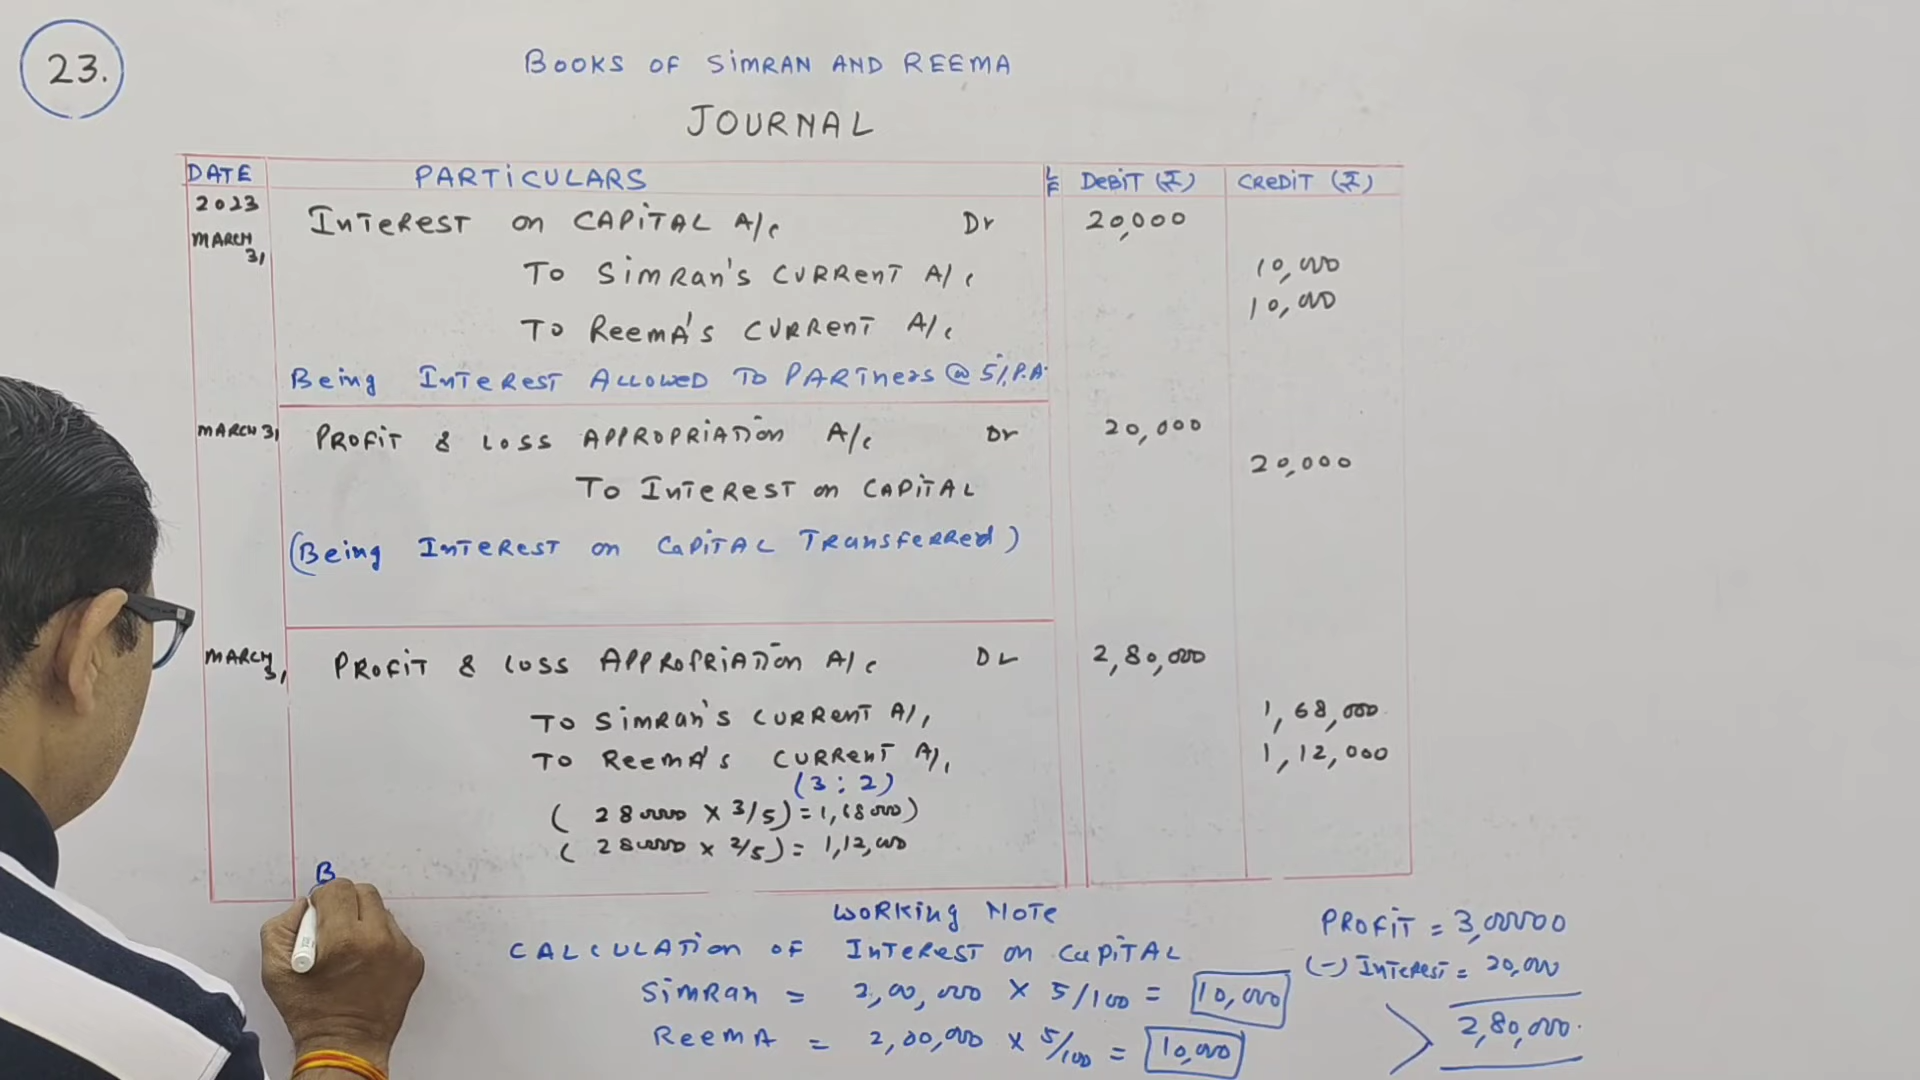 23.
BOOKS OF SIMRAN AND REEMA
JOURNAL
DATE PARTICULARS LF DEBIT (₹) CREDIT (₹)
2023
MARCH 31 INTEREST on CAPITAL A/c Dr 20,000
TO SIMRAN'S CURRENT A/c 10,000
TO REEMA'S CURRENT A/c 10,000
Being INTEREST ALLOWED TO PARTNERS @ 5% P.A.
MARCH 31 PROFIT & LOSS APPROPRIATION A/c Dr 20,000
TO INTEREST on CAPITAL 20,000
(Being INTEREST on CAPITAL TRANSFERRED)
MARCH 31 PROFIT & LOSS APPROPRIATION A/c Dr 2,80,000
TO SIMRAN'S CURRENT A/c 1,68,000
TO REEMA'S CURRENT A/c 1,12,000
(3:2)
(280000 × 3/5) = 1,68000)
(280000 × 2/5) = 1,12,000
B
WORKING NOTE
CALCULATION OF INTEREST ON CAPITAL
SIMRAN = 2,00,000 × 5/100 = 10,000
REEMA = 2,00,000 × 5/100 = 10,000
PROFIT = 3,00000
(-) INTEREST = 20,000
2,80,000